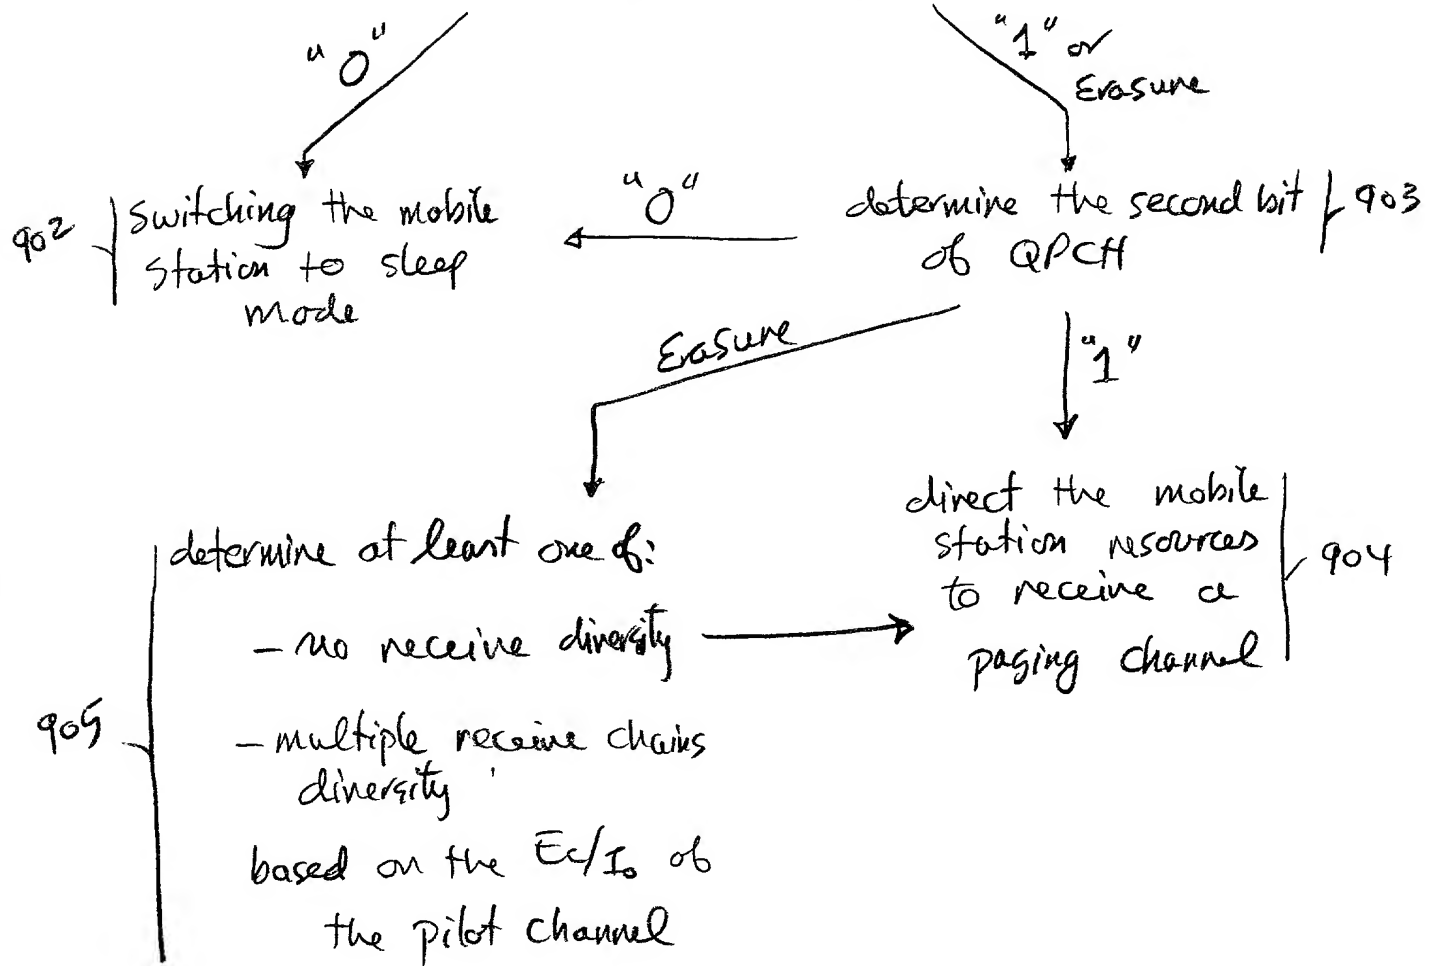 "0"
"1" or
Erasure
902
switching the mobile
station to sleep
mode
"0"
determine the second bit
of QPCH
903
Erasure
"1"
direct the mobile
station resources
to receive a
paging channel
904
905
determine at least one of:
- no receive diversity
- multiple receive chains
diversity
based on the Ec/Io of
the pilot channel